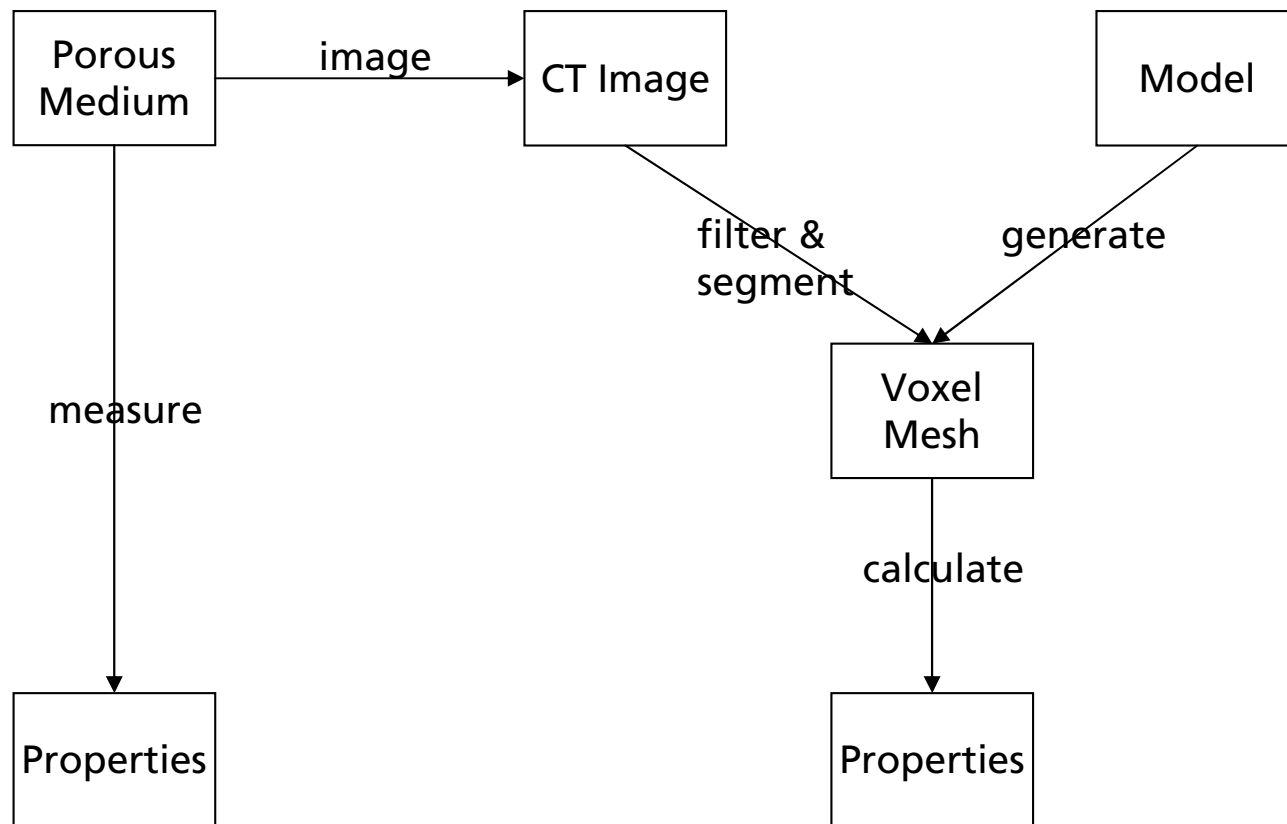 Porous
Medium
image
CT Image
Model
filter &
segment
generate
Voxel
Mesh
measure
calculate
Properties
Properties